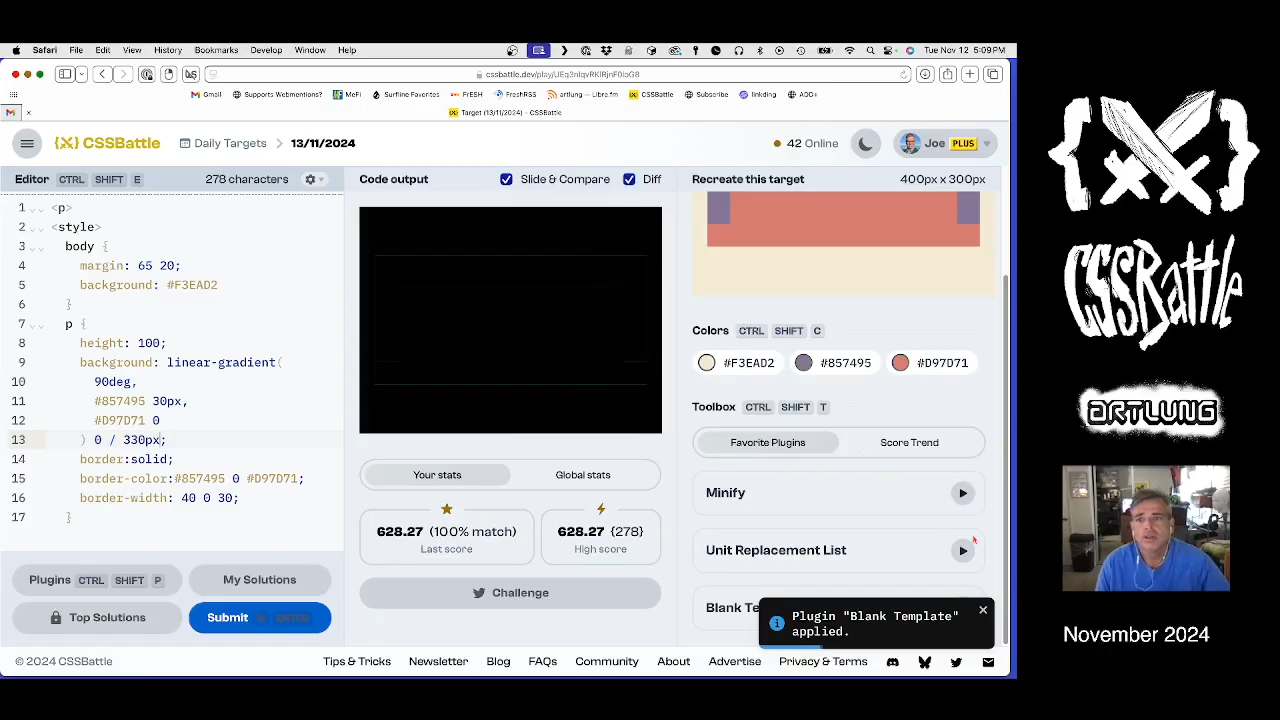 Safari File Edit View History Bookmarks Develop Window Help Tue Nov 12 5:09 PM
cssbattle.dev/play/UEq3nlqvRKlRjnF0loG8
Gmail Supports Webmentions? MeFi Surfline Favorites FrESH FreshRSS artlung — Libre.fm CSSBattle Subscribe linkding ADD+
Target (13/11/2024) - CSSBattle
CSSBattle Daily Targets > 13/11/2024 42 Online Joe PLUS
Editor CTRL SHIFT E 278 characters
Code output Slide & Compare Diff
Recreate this target 400px x 300px
1 <p>
2 <style>
3 body {
4 margin: 65 20;
5 background: #F3EAD2
6 }
7 p {
8 height: 100;
9 background: linear-gradient(
10 90deg,
11 #857495 30px,
12 #D97D71 0
13 ) 0 / 330px;
14 border:solid;
15 border-color:#857495 0 #D97D71;
16 border-width: 40 0 30;
17 }
Plugins CTRL SHIFT P My Solutions
Top Solutions Submit ENTER
Your stats Global stats
628.27 (100% match)
Last score
628.27 {278}
High score
Challenge
Colors CTRL SHIFT C
#F3EAD2 #857495 #D97D71
Toolbox CTRL SHIFT T
Favorite Plugins Score Trend
Minify
Unit Replacement List
Blank Te
Plugin "Blank Template"
applied.
© 2024 CSSBattle Tips & Tricks Newsletter Blog FAQs Community About Advertise Privacy & Terms
CSSBattle
ARTLUNG
November 2024